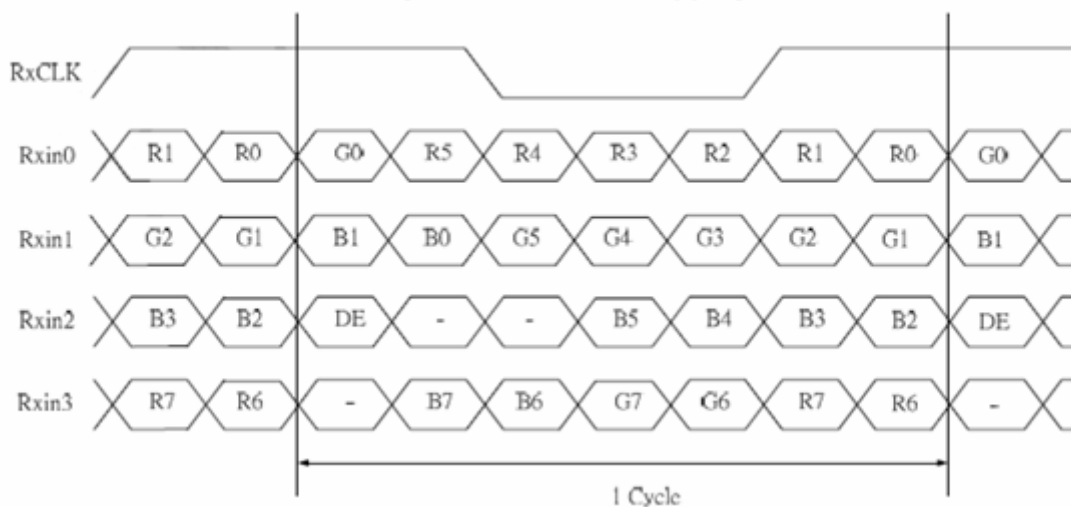 RxCLK
Rxin0 R1 R0 G0 R5 R4 R3 R2 R1 R0 G0
Rxin1 G2 G1 B1 B0 G5 G4 G3 G2 G1 B1
Rxin2 B3 B2 DE - - B5 B4 B3 B2 DE
Rxin3 R7 R6 - B7 B6 G7 G6 R7 R6 -
1 Cycle